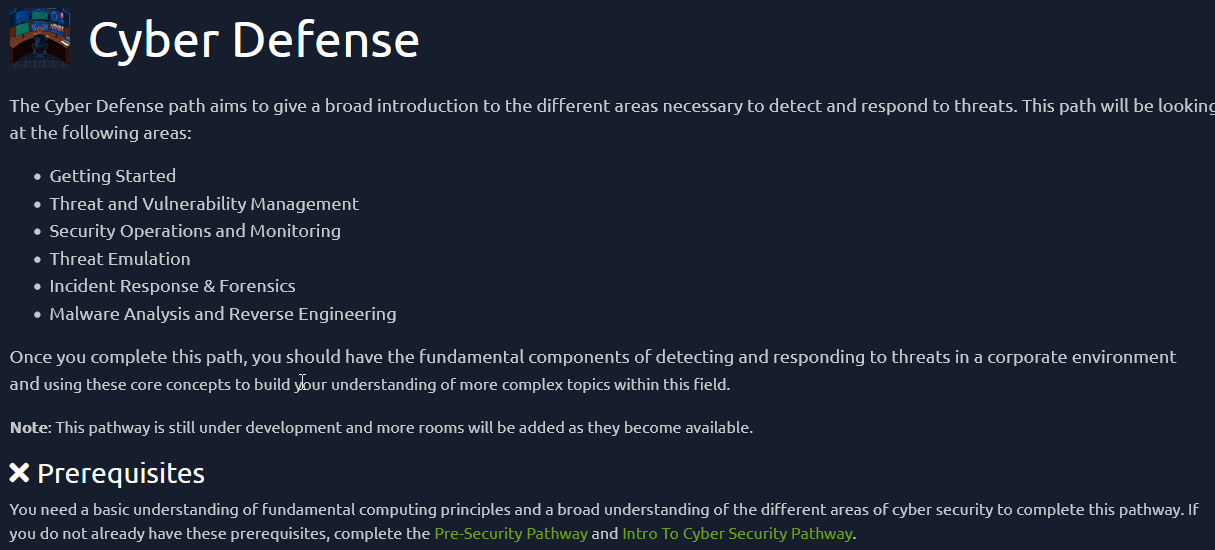 Cyber Defense
The Cyber Defense path aims to give a broad introduction to the different areas necessary to detect and respond to threats. This path will be looking
at the following areas:
• Getting Started
• Threat and Vulnerability Management
• Security Operations and Monitoring
• Threat Emulation
• Incident Response & Forensics
• Malware Analysis and Reverse Engineering
Once you complete this path, you should have the fundamental components of detecting and responding to threats in a corporate environment
and using these core concepts to build your understanding of more complex topics within this field.
Note: This pathway is still under development and more rooms will be added as they become available.
Prerequisites
You need a basic understanding of fundamental computing principles and a broad understanding of the different areas of cyber security to complete this pathway. If
you do not already have these prerequisites, complete the Pre-Security Pathway and Intro To Cyber Security Pathway.